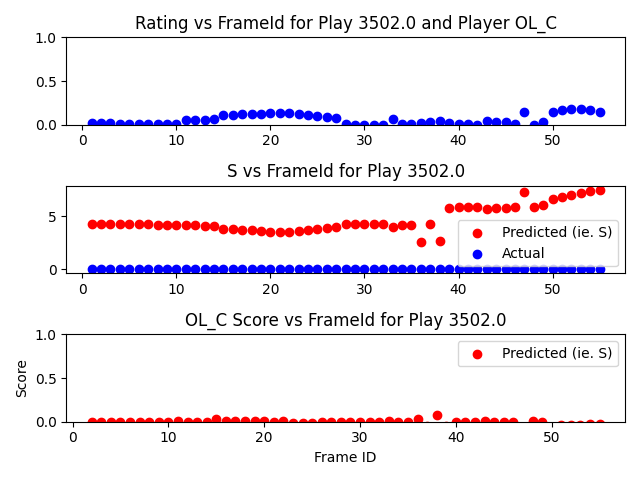 Rating vs FrameId for Play 3502.0 and Player OL_C
1.0
0.5
0.0
0 10 20 30 40 50
S vs FrameId for Play 3502.0
5
0
Predicted (ie. S)
Actual
0 10 20 30 40 50
OL_C Score vs FrameId for Play 3502.0
1.0
0.5
0.0
Score
Predicted (ie. S)
0 10 20 30 40 50
Frame ID